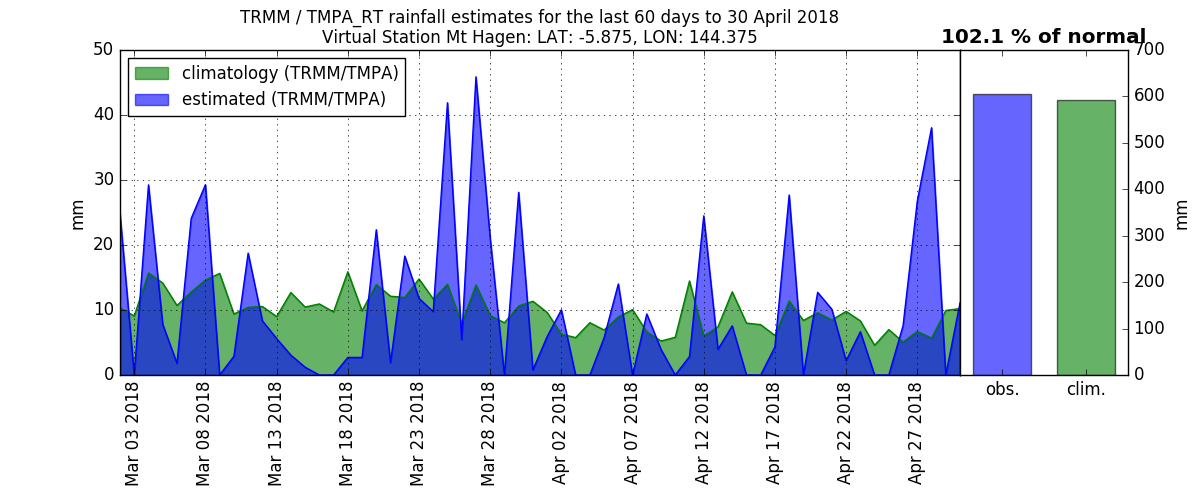 TRMM / TMPA_RT rainfall estimates for the last 60 days to 30 April 2018
Virtual Station Mt Hagen: LAT: -5.875, LON: 144.375
102.1 % of normal
climatology (TRMM/TMPA)
estimated (TRMM/TMPA)
50
40
30
20
10
0
mm
700
600
500
400
300
200
100
0
mm
obs.
clim.
Mar 03 2018
Mar 08 2018
Mar 13 2018
Mar 18 2018
Mar 23 2018
Mar 28 2018
Apr 02 2018
Apr 07 2018
Apr 12 2018
Apr 17 2018
Apr 22 2018
Apr 27 2018